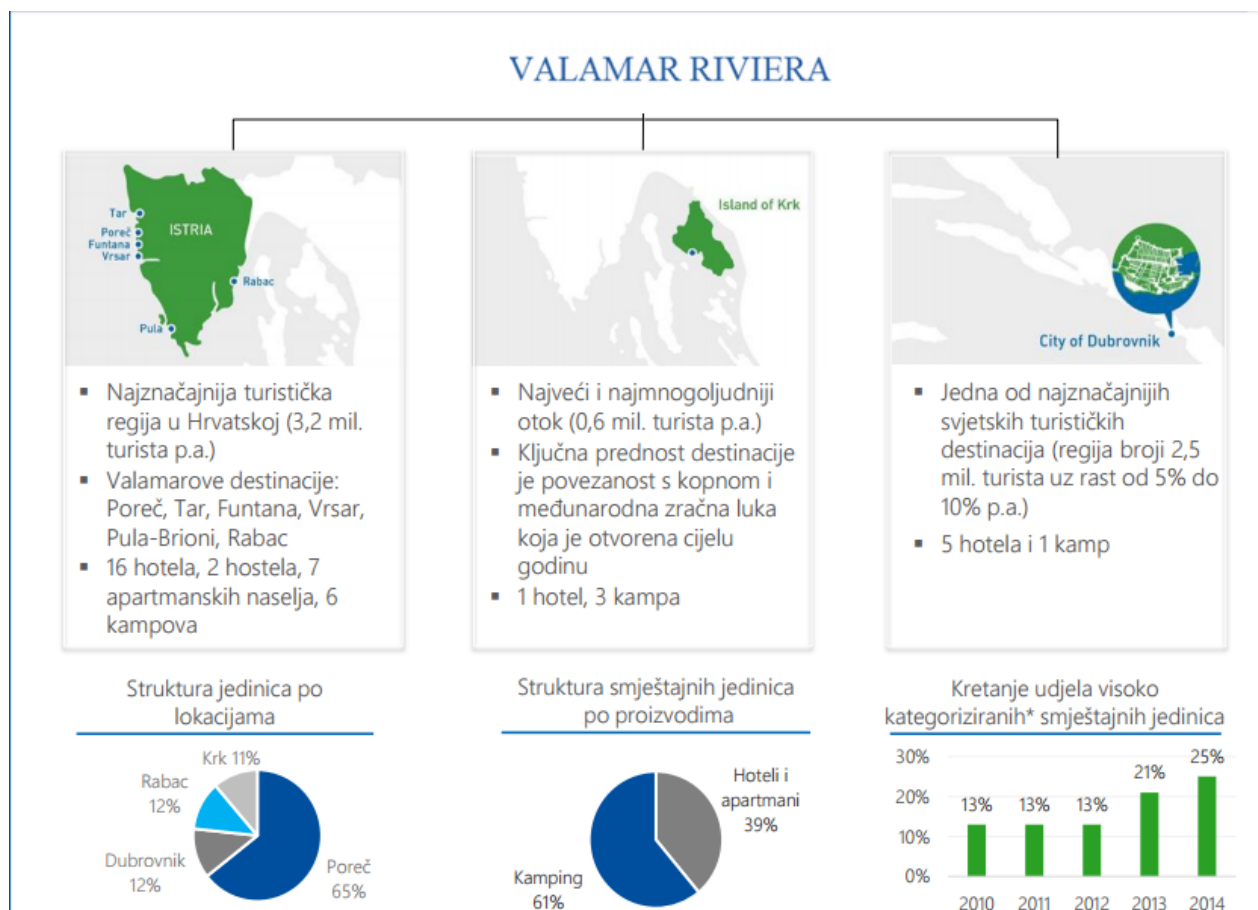 VALAMAR RIVIERA
Tar
Poreč
Funtana
Vrsar
ISTRIA
Rabac
Pula
▪ Najznačajnija turistička
regija u Hrvatskoj (3,2 mil.
turista p.a.)
▪ Valamarove destinacije:
Poreč, Tar, Funtana, Vrsar,
Pula-Brioni, Rabac
▪ 16 hotela, 2 hostela, 7
apartmanskih naselja, 6
kampova
Island of Krk
▪ Najveći i najmnogoljudniji
otok (0,6 mil. turista p.a.)
▪ Ključna prednost destinacije
je povezanost s kopnom i
međunarodna zračna luka
koja je otvorena cijelu
godinu
▪ 1 hotel, 3 kampa
City of Dubrovnik
▪ Jedna od najznačajnijih
svjetskih turističkih
destinacija (regija broji 2,5
mil. turista uz rast od 5% do
10% p.a.)
▪ 5 hotela i 1 kamp
Struktura jedinica po
lokacijama
Krk 11%
Rabac
12%
Dubrovnik
12%
Poreč
65%
Struktura smještajnih jedinica
po proizvodima
Hoteli i
apartmani
39%
Kamping
61%
Kretanje udjela visoko
kategoriziranih* smještajnih jedinica
30%
20%
10%
0%
13% 13% 13% 21% 25%
2010 2011 2012 2013 2014